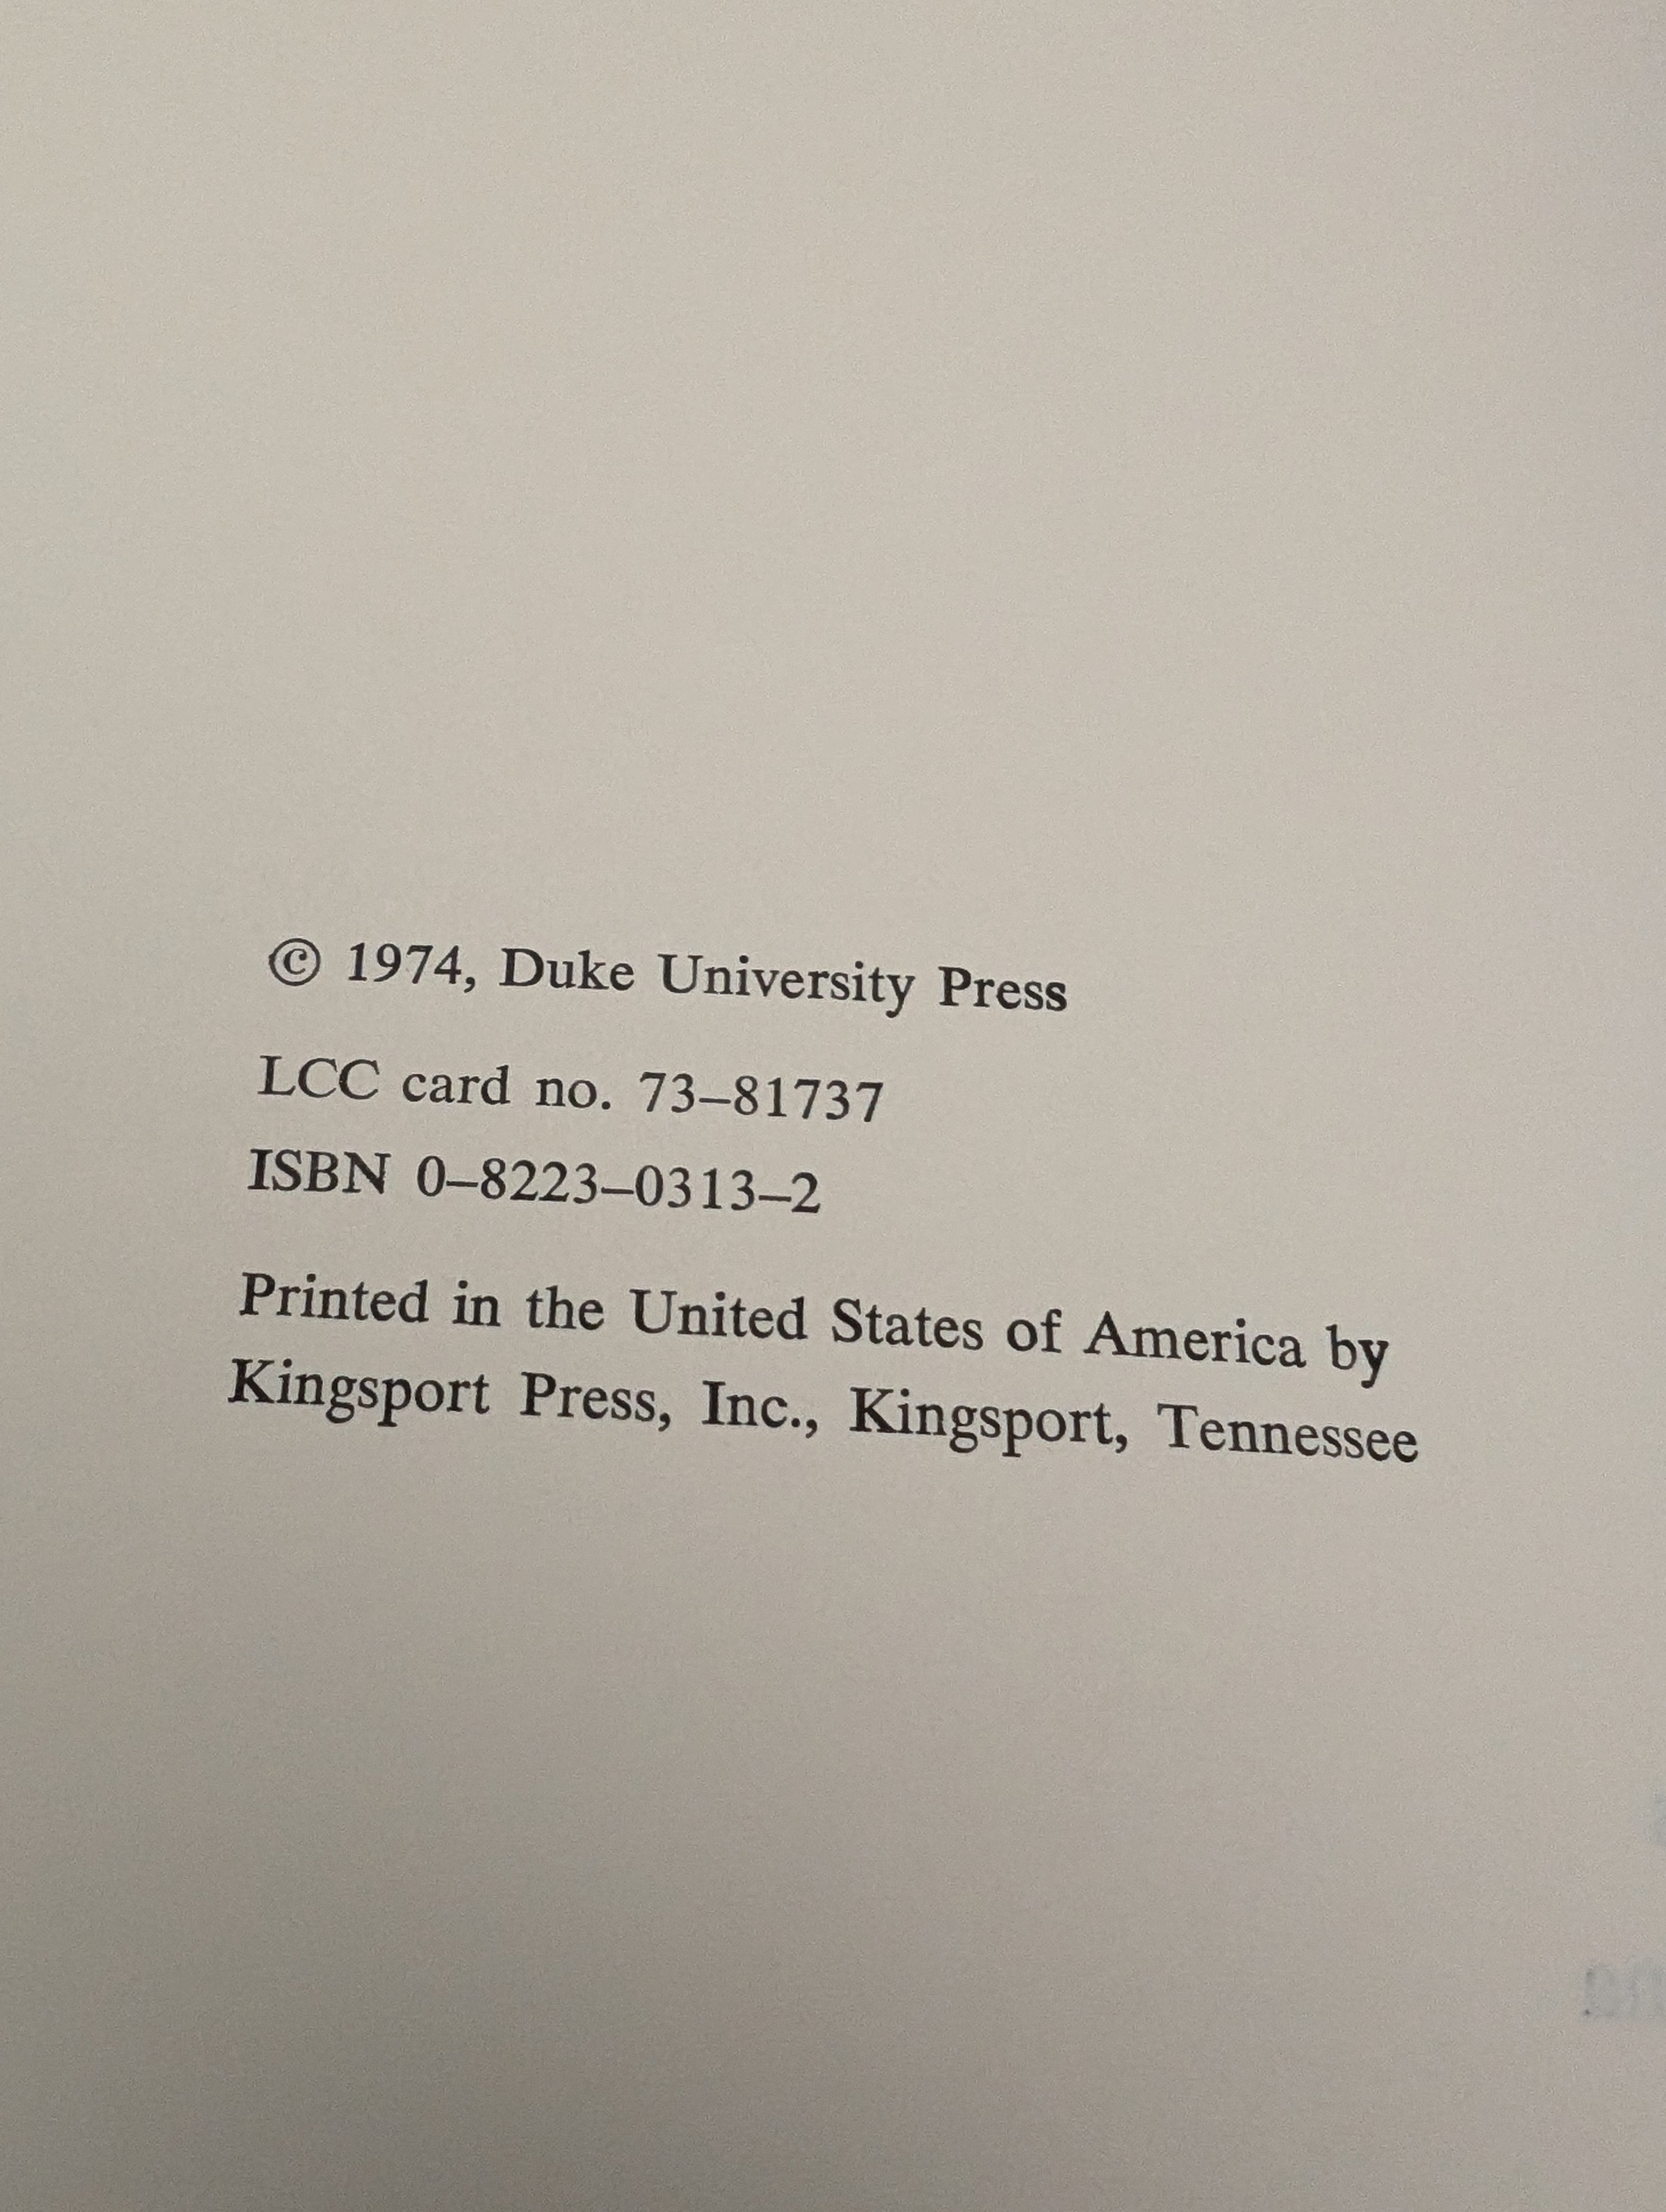 © 1974, Duke University Press
LCC card no. 73–81737
ISBN 0–8223–0313–2
Printed in the United States of America by
Kingsport Press, Inc., Kingsport, Tennessee